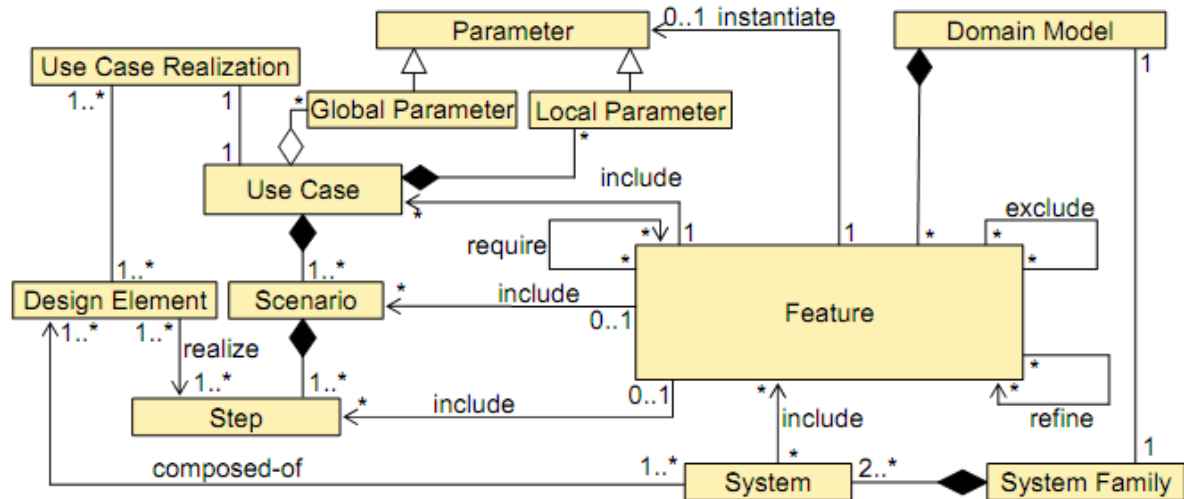 0..1 instantiate
Parameter
Domain Model
Use Case Realization
1
1..*
1
*
Global Parameter
Local Parameter
*
1
include
Use Case
*
exclude
1
1
*
*
*
require
*
*
1..*
1..*
Design Element
Scenario
*
include
Feature
0..1
1..*
1..*
realize
*
1..*
1..*
0..1
*
*
Step
*
include
include
refine
composed-of
1..*
*
2..*
1
System
System Family